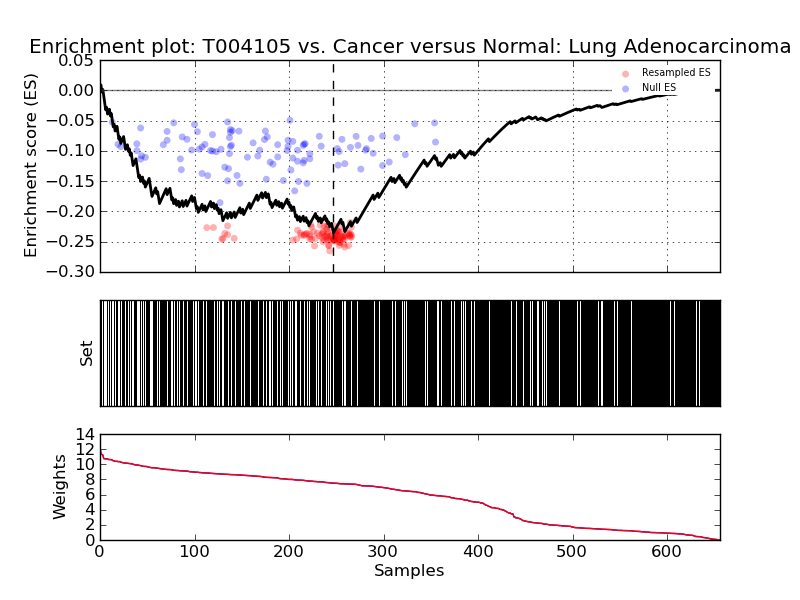 Enrichment plot: T004105 vs. Cancer versus Normal: Lung Adenocarcinoma
0.05
0.00
−0.05
−0.10
−0.15
−0.20
−0.25
−0.30
Enrichment score (ES)
Resampled ES
Null ES
Set
14
12
10
8
6
4
2
0
Weights
0 100 200 300 400 500 600
Samples